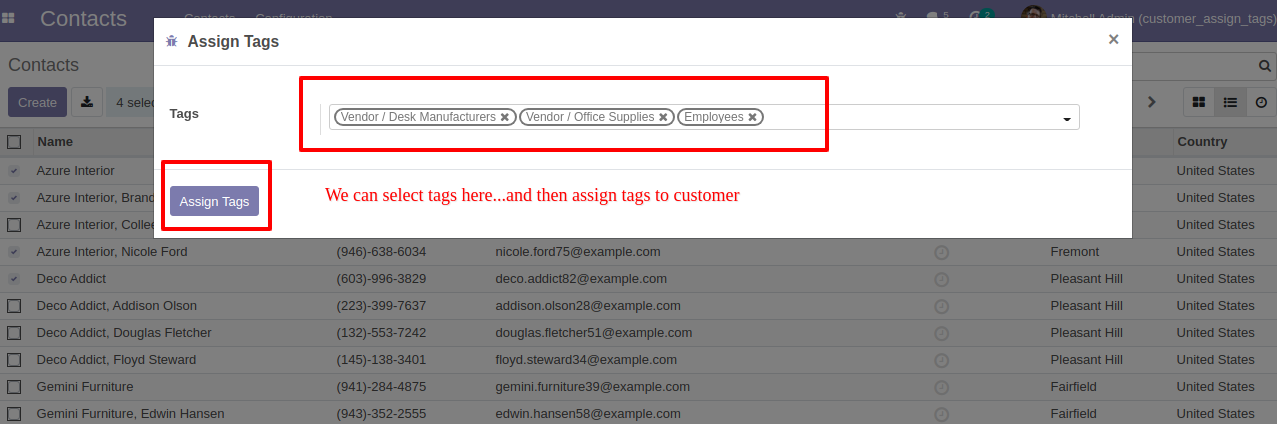 Contacts Contacts Configuration 5 2 Mitchell Admin (customer_assign_tags)
Assign Tags ×
Contacts
Create 4 selec
Tags Vendor / Desk Manufacturers Vendor / Office Supplies Employees
Name Country
Azure Interior United States
Azure Interior, Brand United States
Assign Tags We can select tags here...and then assign tags to customer
Azure Interior, Collee United States
Azure Interior, Nicole Ford (946)-638-6034 nicole.ford75@example.com Fremont United States
Deco Addict (603)-996-3829 deco.addict82@example.com Pleasant Hill United States
Deco Addict, Addison Olson (223)-399-7637 addison.olson28@example.com Pleasant Hill United States
Deco Addict, Douglas Fletcher (132)-553-7242 douglas.fletcher51@example.com Pleasant Hill United States
Deco Addict, Floyd Steward (145)-138-3401 floyd.steward34@example.com Pleasant Hill United States
Gemini Furniture (941)-284-4875 gemini.furniture39@example.com Fairfield United States
Gemini Furniture, Edwin Hansen (943)-352-2555 edwin.hansen58@example.com Fairfield United States